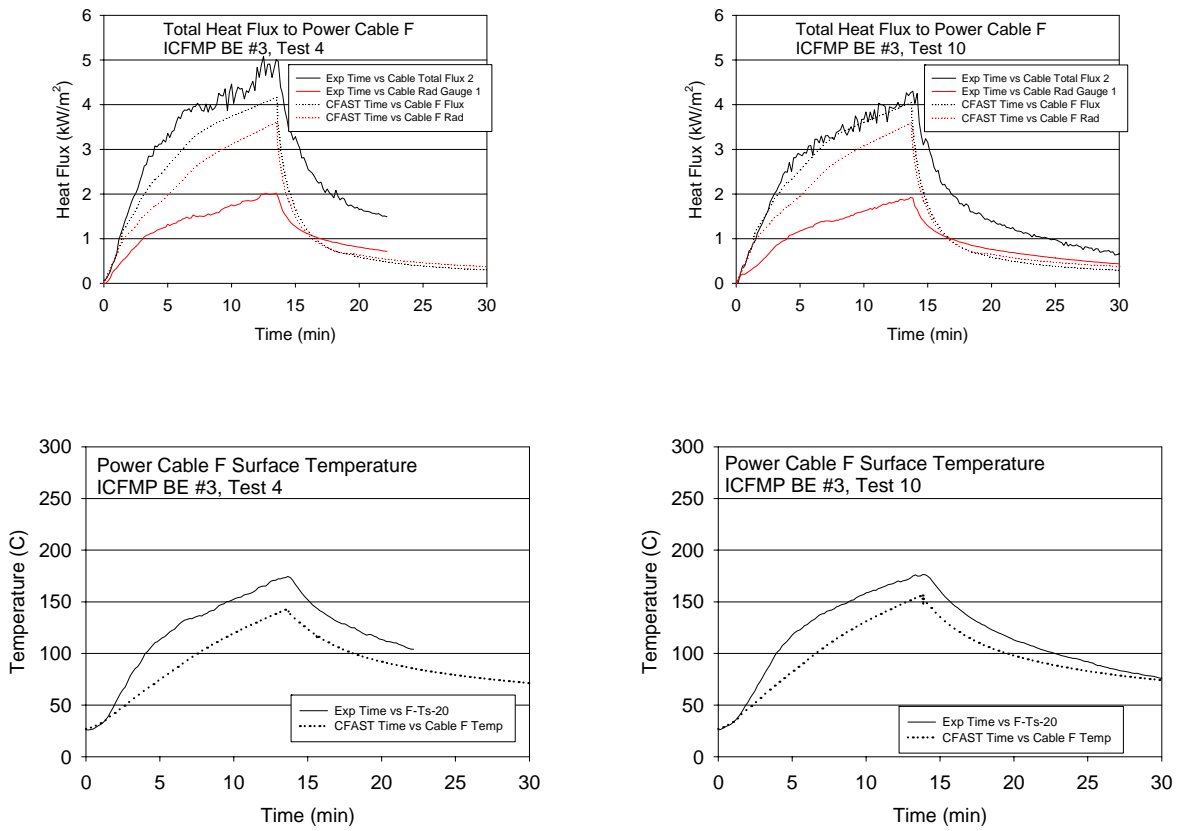 Total Heat Flux to Power Cable F
ICFMP BE #3, Test 4
Exp Time vs Cable Total Flux 2
Exp Time vs Cable Rad Gauge 1
CFAST Time vs Cable F Flux
CFAST Time vs Cable F Rad
Heat Flux (kW/m²)
6
5
4
3
2
1
0
0 5 10 15 20 25 30
Time (min)
Total Heat Flux to Power Cable F
ICFMP BE #3, Test 10
Exp Time vs Cable Total Flux 2
Exp Time vs Cable Rad Gauge 1
CFAST Time vs Cable F Flux
CFAST Time vs Cable F Rad
Heat Flux (kW/m²)
6
5
4
3
2
1
0
0 5 10 15 20 25 30
Time (min)
Power Cable F Surface Temperature
ICFMP BE #3, Test 4
Temperature (C)
300
250
200
150
100
50
0
Exp Time vs F-Ts-20
CFAST Time vs Cable F Temp
0 5 10 15 20 25 30
Time (min)
Power Cable F Surface Temperature
ICFMP BE #3, Test 10
Temperature (C)
300
250
200
150
100
50
0
Exp Time vs F-Ts-20
CFAST Time vs Cable F Temp
0 5 10 15 20 25 30
Time (min)